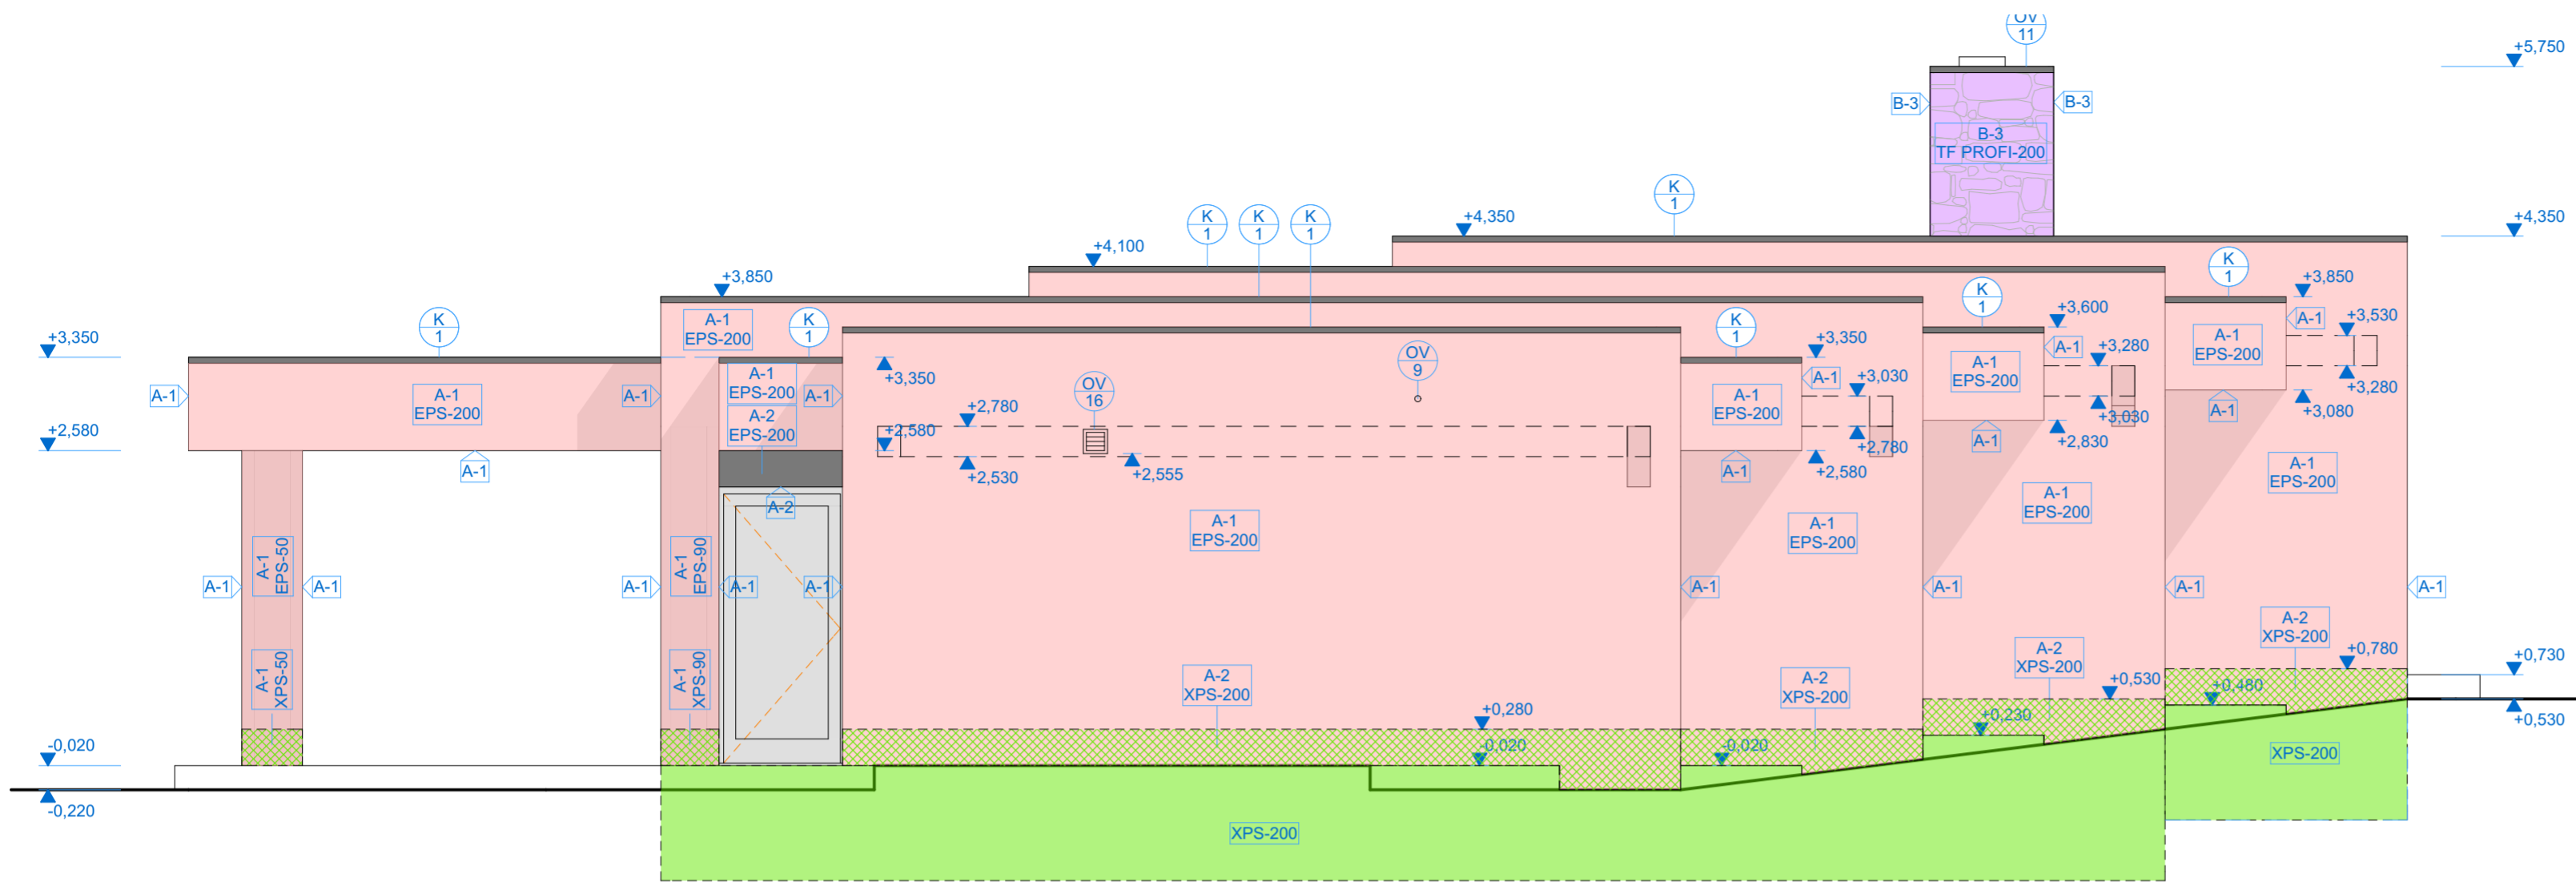 OV
11
+5,750
B-3
B-3
B-3
TF PROFI-200
K
1
K
1
K
1
K
1
+4,350
+4,350
+4,100
K
1
+3,850
+3,850
K
1
+3,600
K
1
K
1
K
1
A-1
EPS-200
A-1
+3,530
+3,350
A-1
EPS-200
A-1
+3,350
A-1
+3,280
OV
9
+3,350
A-1
EPS-200
A-1
EPS-200
+3,280
A-1
A-1
EPS-200
A-1
A-1
+3,030
OV
16
A-1
EPS-200
A-1
+3,080
+2,780
A-2
EPS-200
+3,030
+2,580
+2,580
A-1
+2,830
+2,780
A-1
+2,530
+2,555
A-1
+2,580
A-1
EPS-200
A-2
A-1
EPS-200
A-1
EPS-200
A-1
EPS-200
A-1
A-1
EPS-50
A-1
A-1
A-1
EPS-90
A-1
A-1
A-1
A-1
A-1
A-1
A-2
XPS-200
A-2
XPS-200
A-1
XPS-50
A-1
XPS-90
A-2
XPS-200
A-2
XPS-200
+0,780
+0,730
+0,530
+0,480
+0,280
+0,230
+0,530
-0,020
-0,020
-0,020
XPS-200
-0,220
XPS-200